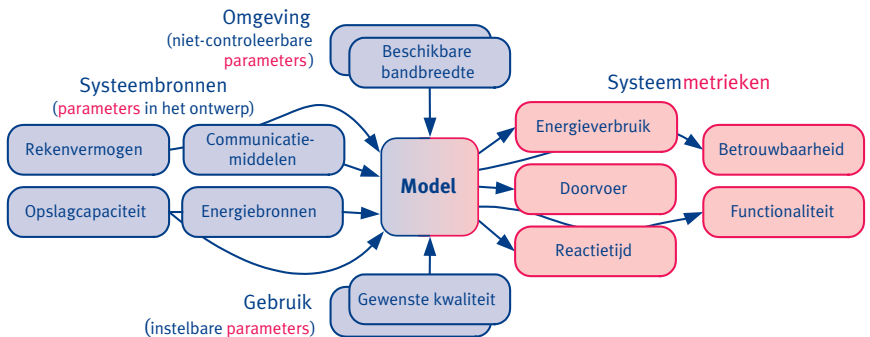 Omgeving
(niet-controleerbare
parameters)
Beschikbare
bandbreedte
Systeembronnen
(parameters in het ontwerp)
Systeemmetrieken
Rekenvermogen
Communicatie-
middelen
Energieverbruik
Betrouwbaarheid
Model
Doorvoer
Opslagcapaciteit
Energiebronnen
Functionaliteit
Reactietijd
Gebruik
(instelbare parameters)
Gewenste kwaliteit